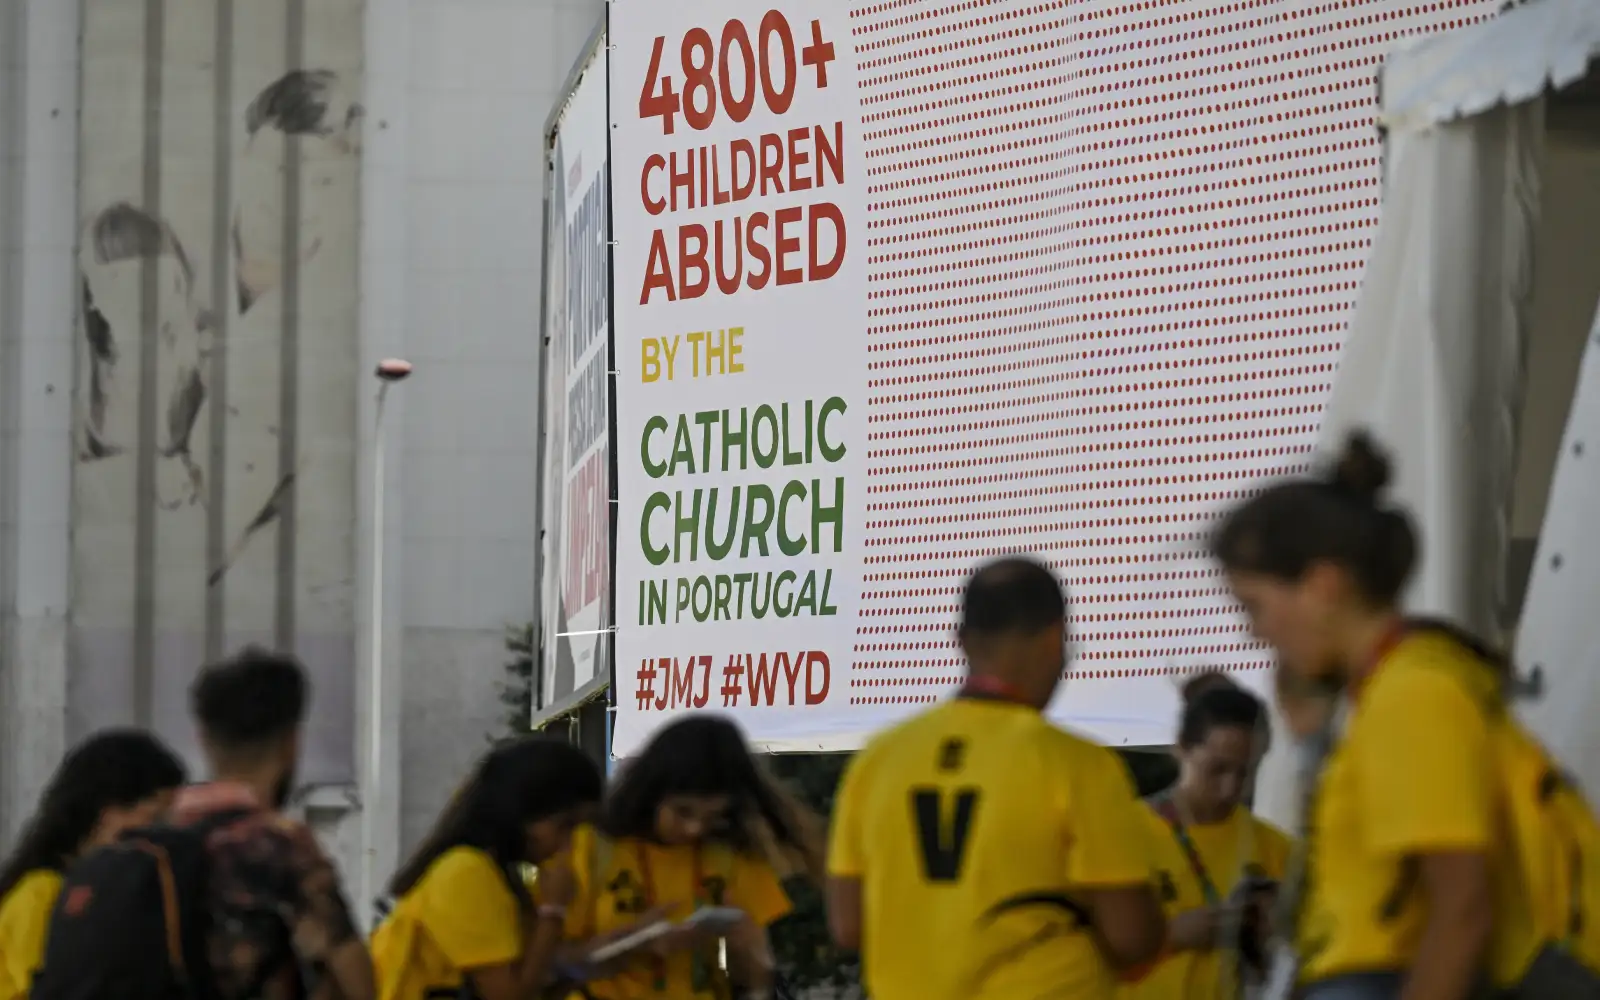 4800+
CHILDREN
ABUSED
BY THE
CATHOLIC
CHURCH
IN PORTUGAL
#JMJ #WYD